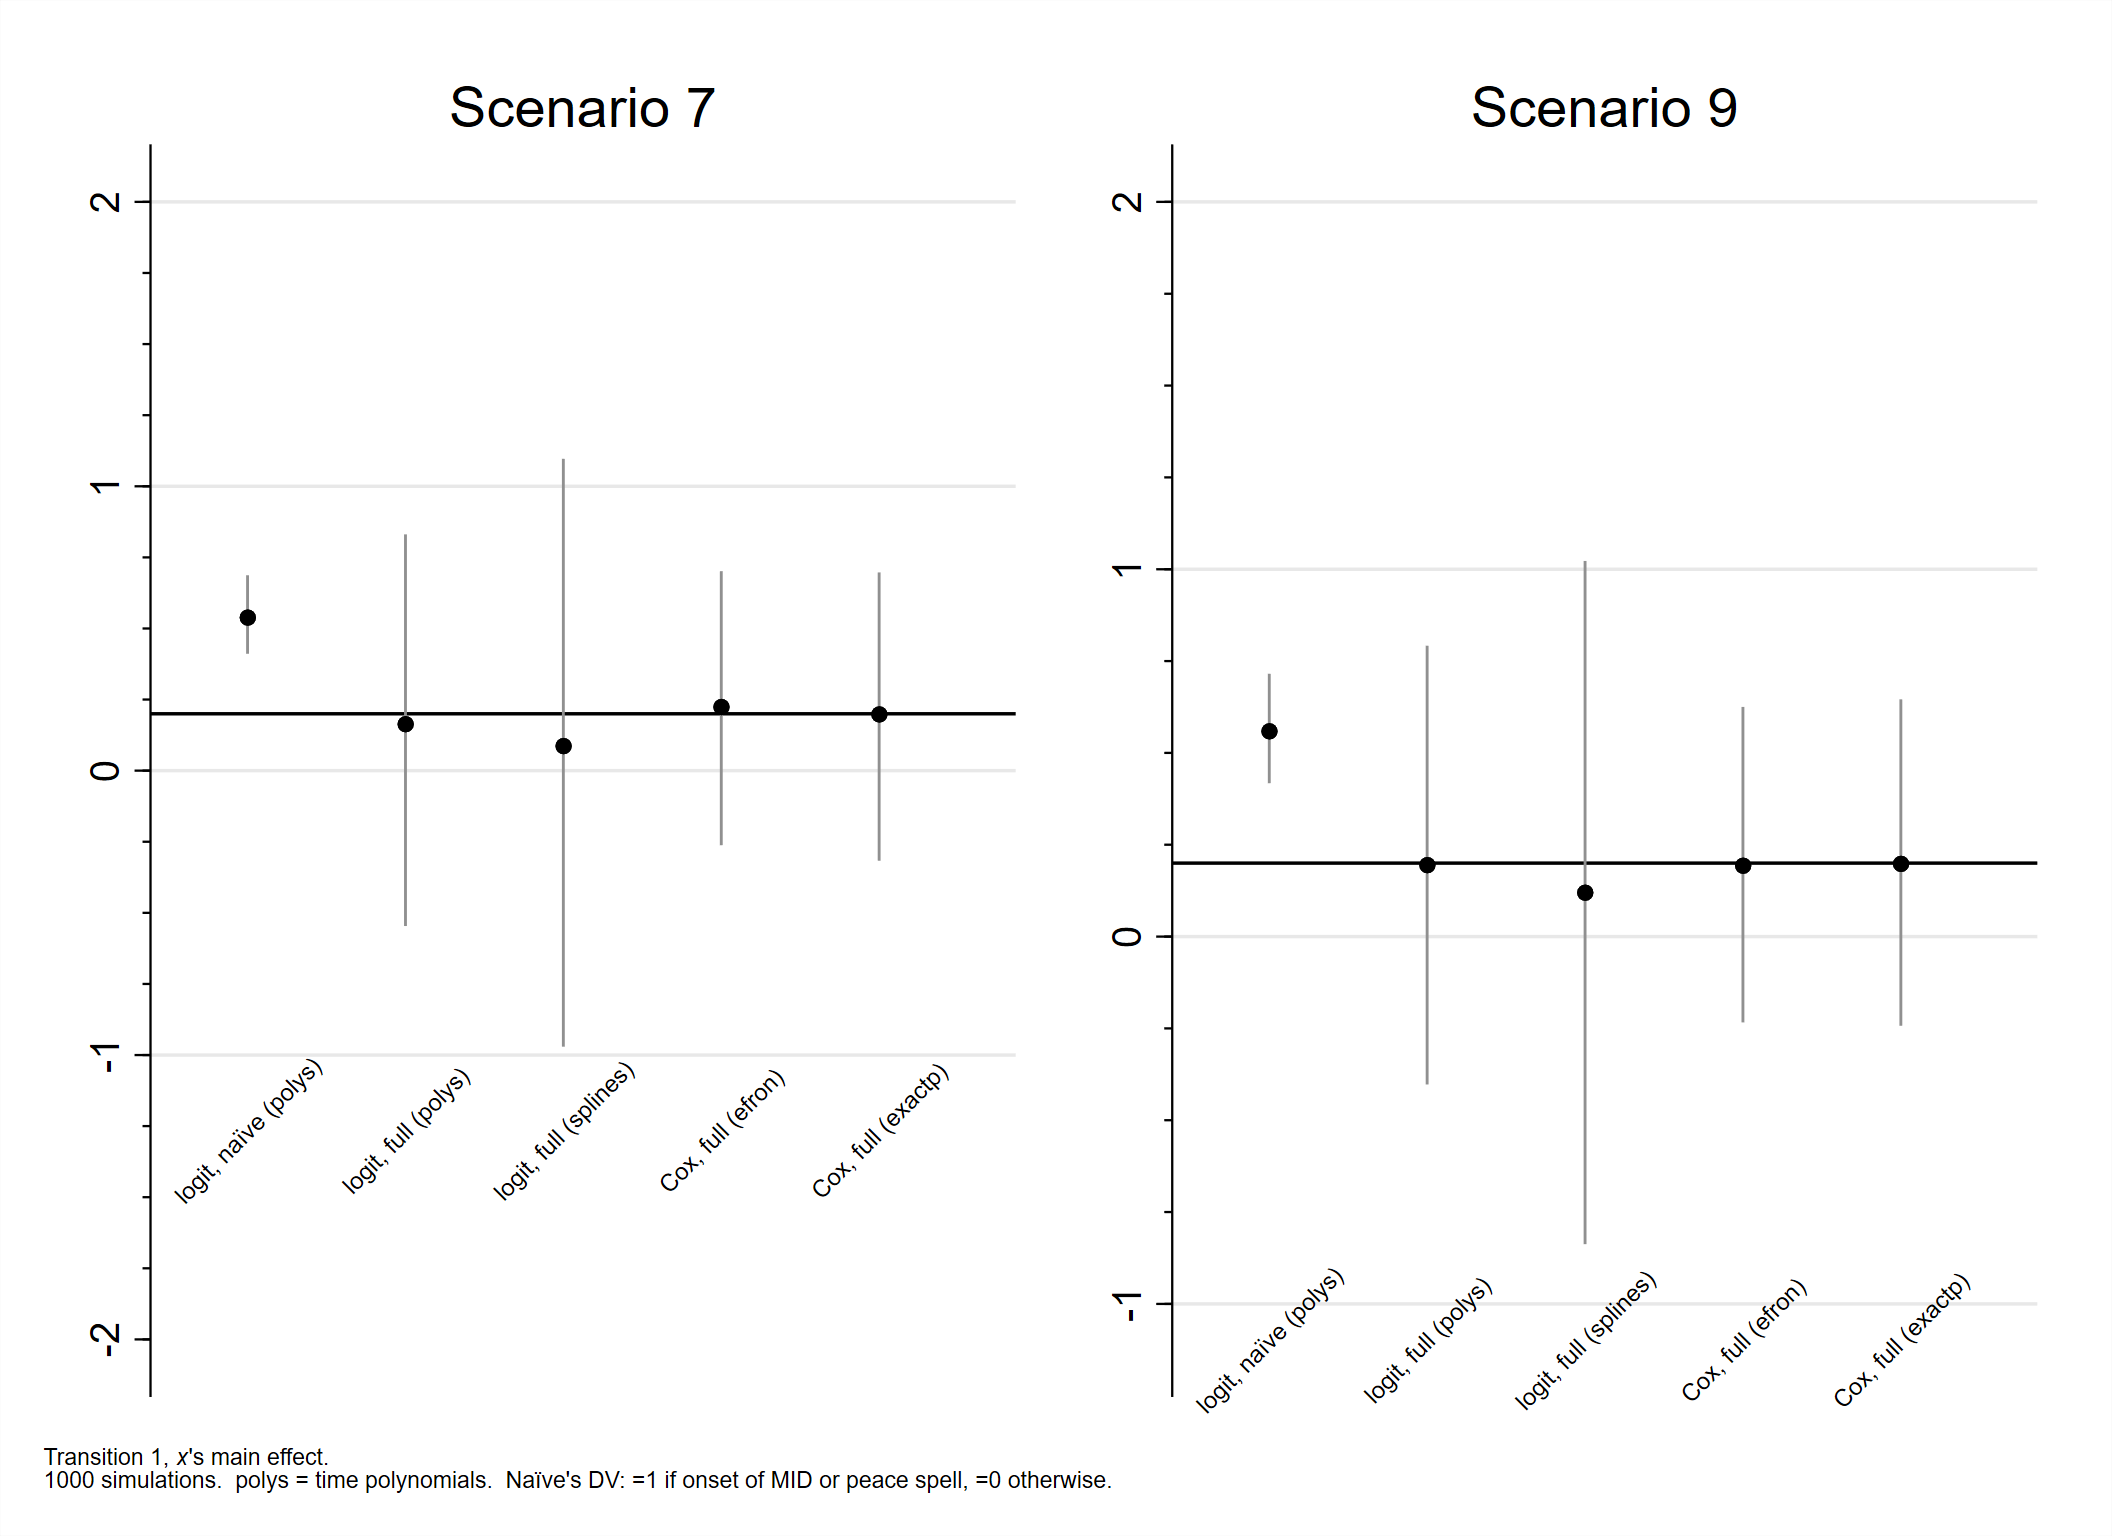 Scenario 7
2
1
0
-1
-2
logit, naïve (polys)
logit, full (polys)
logit, full (splines)
Cox, full (efron)
Cox, full (exactp)
Scenario 9
2
1
0
-1
logit, naïve (polys)
logit, full (polys)
logit, full (splines)
Cox, full (efron)
Cox, full (exactp)
Transition 1, x's main effect.
1000 simulations.  polys = time polynomials.  Naïve's DV: =1 if onset of MID or peace spell, =0 otherwise.